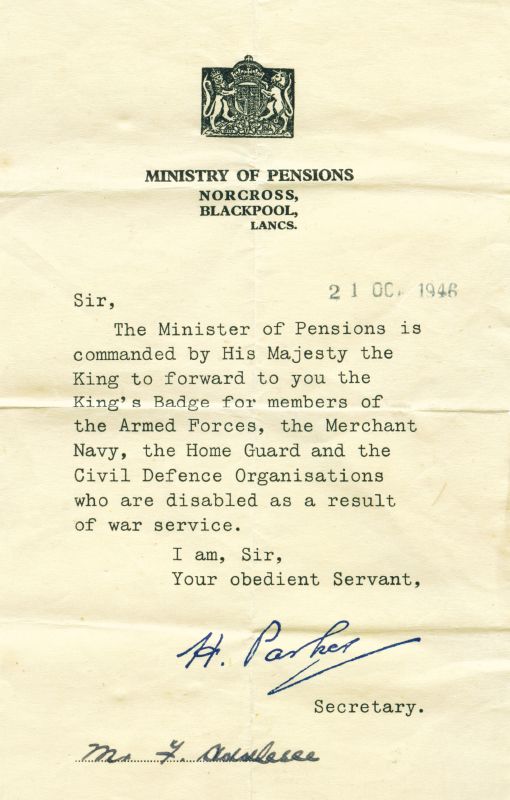 MINISTRY OF PENSIONS
NORCROSS,
BLACKPOOL,
LANCS.
21 OC. 1946
Sir,
The Minister of Pensions is
commanded by His Majesty the
King to forward to you the
King's Badge for members of
the Armed Forces, the Merchant
Navy, the Home Guard and the
Civil Defence Organisations
who are disabled as a result
of war service.
I am, Sir,
Your obedient Servant,
H. Parker
Secretary.
Mr F.